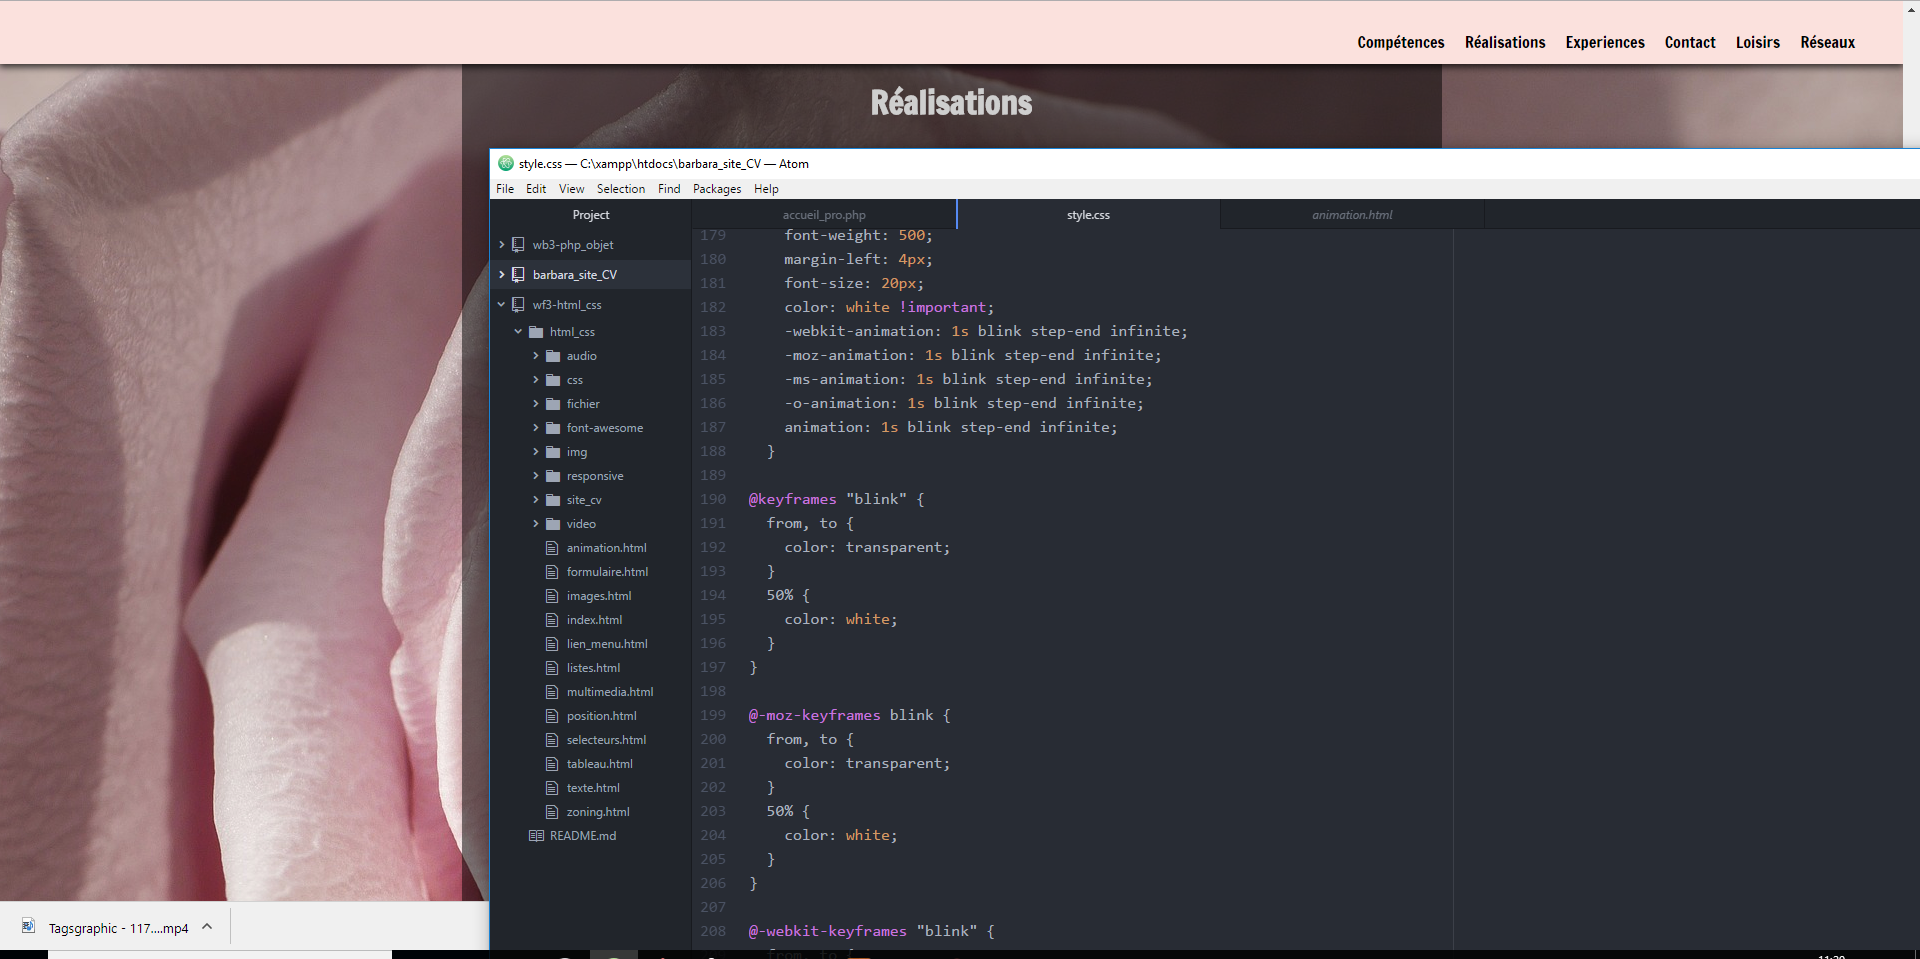 Compétences Réalisations Experiences Contact Loisirs Réseaux
Réalisations
style.css — C:\xampp\htdocs\barbara_site_CV — Atom
File Edit View Selection Find Packages Help
Project
wb3-php_objet
barbara_site_CV
wf3-html_css
html_css
audio
css
fichier
font-awesome
img
responsive
site_cv
video
animation.html
formulaire.html
images.html
index.html
lien_menu.html
listes.html
multimedia.html
position.html
selecteurs.html
tableau.html
texte.html
zoning.html
README.md
accueil_pro.php style.css animation.html
179 font-weight: 500;
180 margin-left: 4px;
181 font-size: 20px;
182 color: white !important;
183 -webkit-animation: 1s blink step-end infinite;
184 -moz-animation: 1s blink step-end infinite;
185 -ms-animation: 1s blink step-end infinite;
186 -o-animation: 1s blink step-end infinite;
187 animation: 1s blink step-end infinite;
188 }
189
190 @keyframes "blink" {
191 from, to {
192 color: transparent;
193 }
194 50% {
195 color: white;
196 }
197 }
198
199 @-moz-keyframes blink {
200 from, to {
201 color: transparent;
202 }
203 50% {
204 color: white;
205 }
206 }
207
208 @-webkit-keyframes "blink" {
Tagsgraphic - 117....mp4